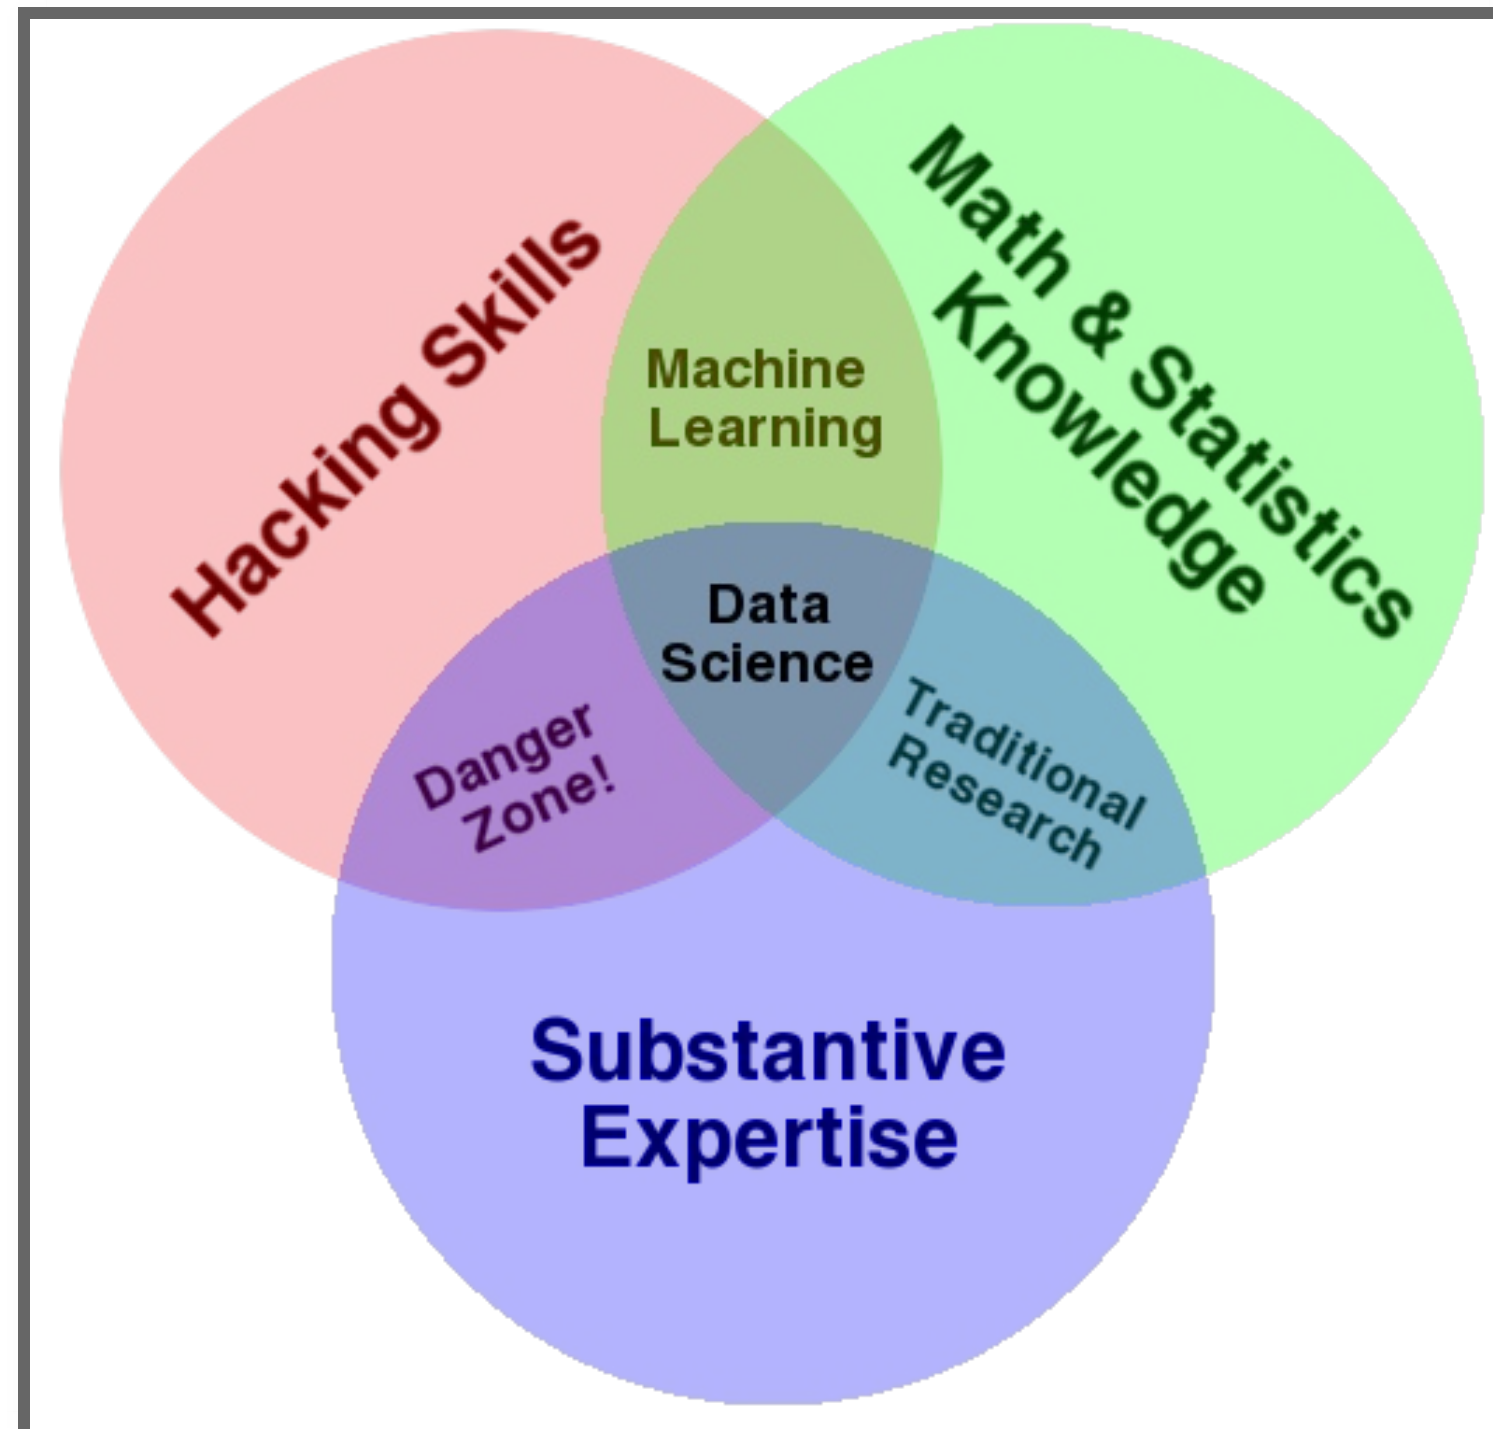 Hacking Skills
Math & Statistics
Knowledge
Machine
Learning
Data
Science
Danger
Zone!
Traditional
Research
Substantive
Expertise